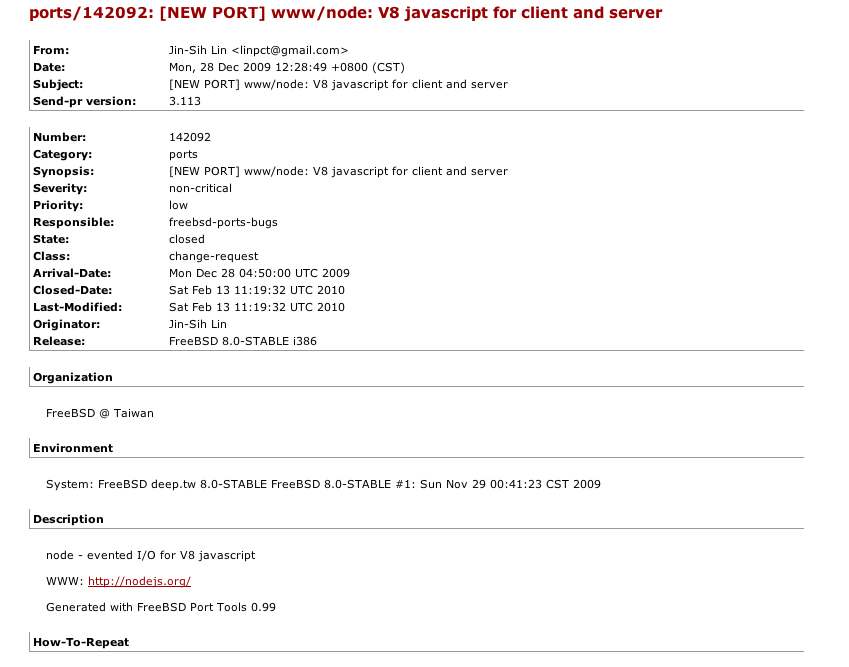 ports/142092: [NEW PORT] www/node: V8 javascript for client and server
From: Jin-Sih Lin <linpct@gmail.com>
Date: Mon, 28 Dec 2009 12:28:49 +0800 (CST)
Subject: [NEW PORT] www/node: V8 javascript for client and server
Send-pr version: 3.113
Number: 142092
Category: ports
Synopsis: [NEW PORT] www/node: V8 javascript for client and server
Severity: non-critical
Priority: low
Responsible: freebsd-ports-bugs
State: closed
Class: change-request
Arrival-Date: Mon Dec 28 04:50:00 UTC 2009
Closed-Date: Sat Feb 13 11:19:32 UTC 2010
Last-Modified: Sat Feb 13 11:19:32 UTC 2010
Originator: Jin-Sih Lin
Release: FreeBSD 8.0-STABLE i386
Organization
FreeBSD @ Taiwan
Environment
System: FreeBSD deep.tw 8.0-STABLE FreeBSD 8.0-STABLE #1: Sun Nov 29 00:41:23 CST 2009
Description
node - evented I/O for V8 javascript
WWW: http://nodejs.org/
Generated with FreeBSD Port Tools 0.99
How-To-Repeat